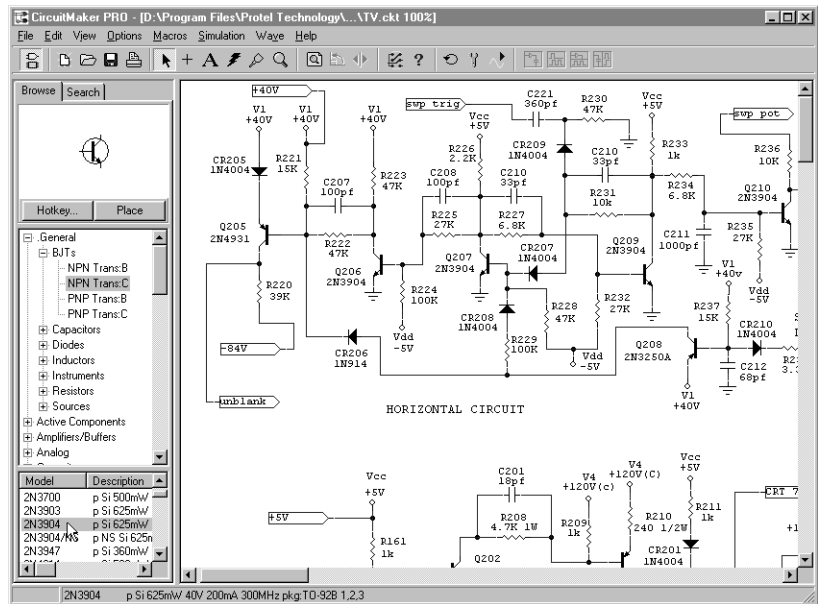 CircuitMaker PRO - [D:\Program Files\Protel Technology\...\TV.ckt 100%]
File Edit View Options Macros Simulation Wave Help
Browse Search
Hotkey... Place
.General
BJTs
NPN Trans:B
NPN Trans:C
PNP Trans:B
PNP Trans:C
Capacitors
Diodes
Inductors
Instruments
Resistors
Sources
Active Components
Amplifiers/Buffers
Analog
Model Description
2N3700 p Si 500mW
2N3903 p Si 625mW
2N3904 p Si 625mW
2N3904/NS p NS Si 625m
2N3947 p Si 360mW
+40V
V1
+40V
V1
+40V
V1
+40V
CR205
1N4004
R221
15K
C207
100pf
R223
47K
Q205
2N4931
R222
47K
Q206
2N3904
R220
39K
-84V
unblank
CR206
1N914
swp trig
Vcc
+5V
R226
2.2K
C208
100pf
C210
33pf
R225
27K
R227
6.8K
Q207
2N3904
R224
100K
Vdd
-5V
CR207
1N4004
CR208
1N4004
R229
100K
R228
47K
Vdd
-5V
C221
360pf
R230
47K
CR209
1N4004
C210
33pf
R231
10k
Q209
2N3904
R232
27K
Vcc
+5V
R233
1k
R234
6.8K
C211
1000pf
swp pot
R236
10K
Q210
2N3904
R235
27K
Vdd
-5V
V1
+40v
R237
15K
CR210
1N4004
C212
68pf
Q208
2N3250A
V1
+40V
HORIZONTAL CIRCUIT
+5V
Vcc
+5V
R161
1k
C201
18pf
R208
4.7K 1W
Q202
V4
+120V(c)
R209
1k
V4
+120V(C)
R210
240 1/2W
Vcc
+5V
R211
1k
CR201
1N4004
CRT 7
+1
2N3904 p Si 625mW 40V 200mA 300MHz pkg:TO-92B 1,2,3